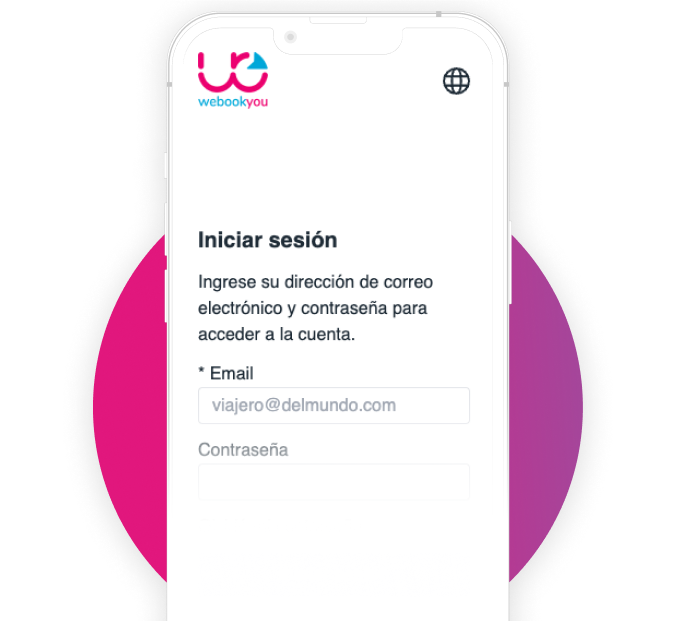 webookyou
Iniciar sesión
Ingrese su dirección de correo
electrónico y contraseña para
acceder a la cuenta.
* Email
viajero@delmundo.com
Contraseña